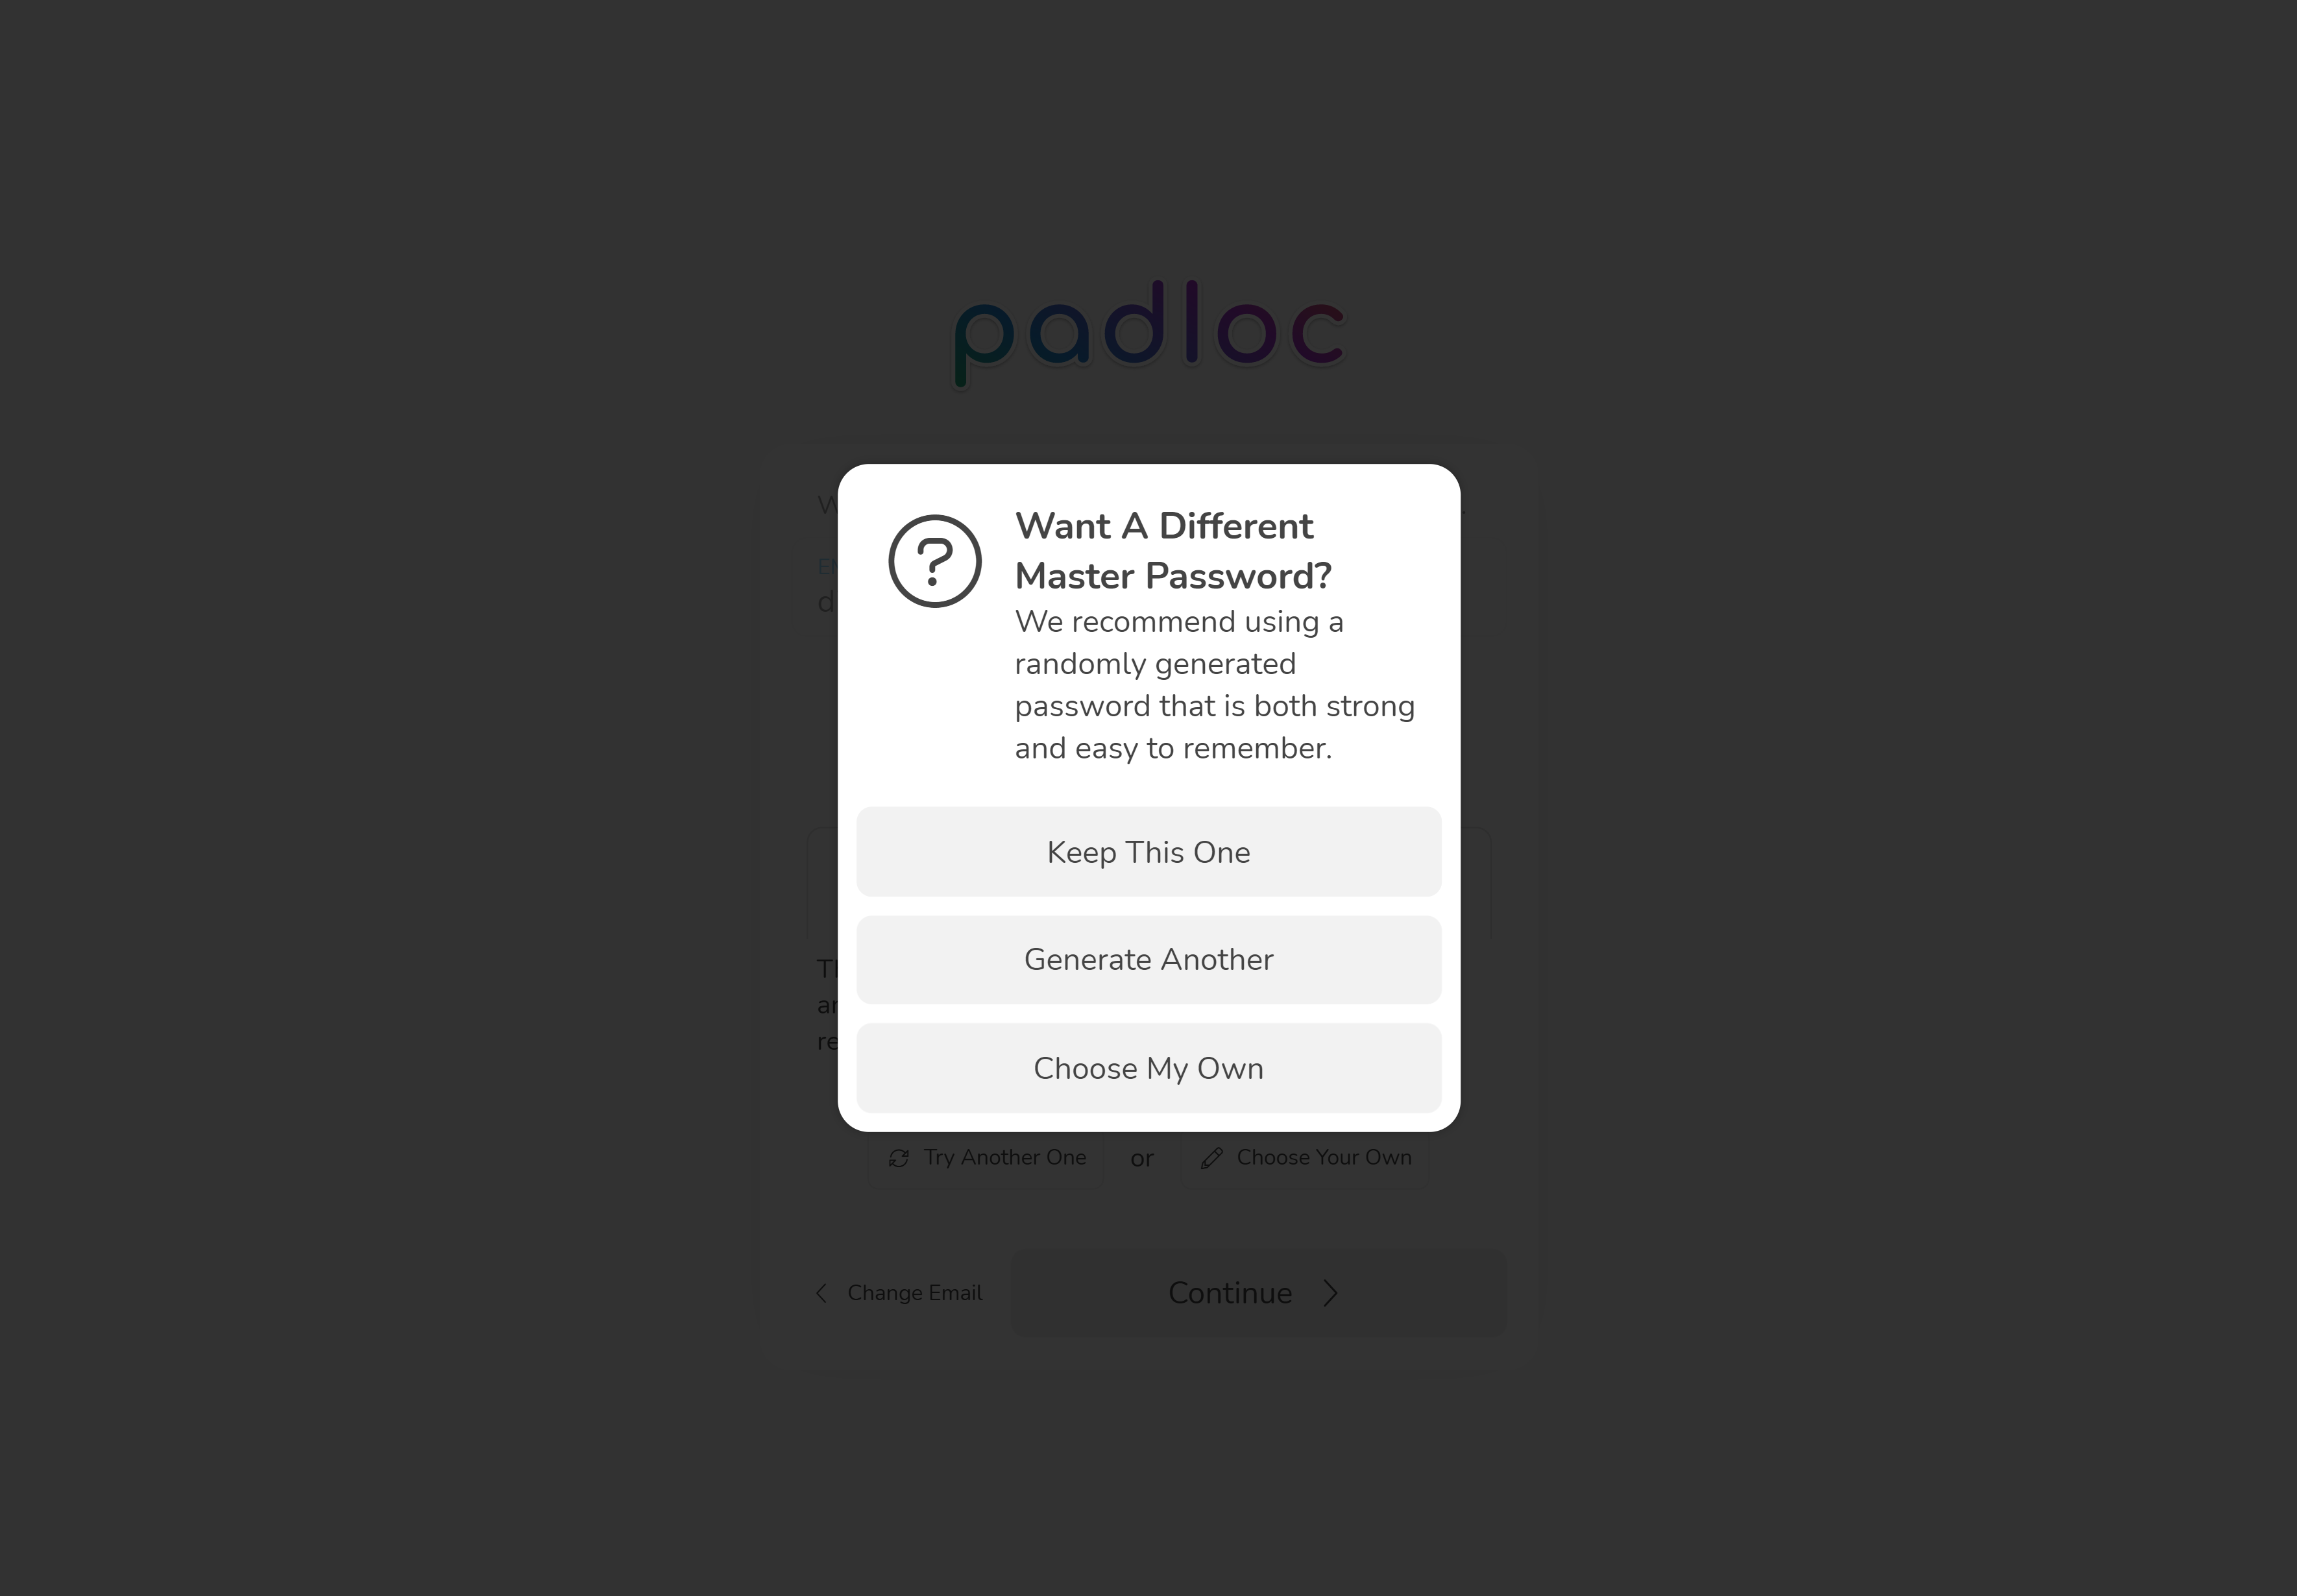 padloc
Want A Different
Master Password?
We recommend using a
randomly generated
password that is both strong
and easy to remember.
Keep This One
Generate Another
Choose My Own
Try Another One or Choose Your Own
Change Email Continue